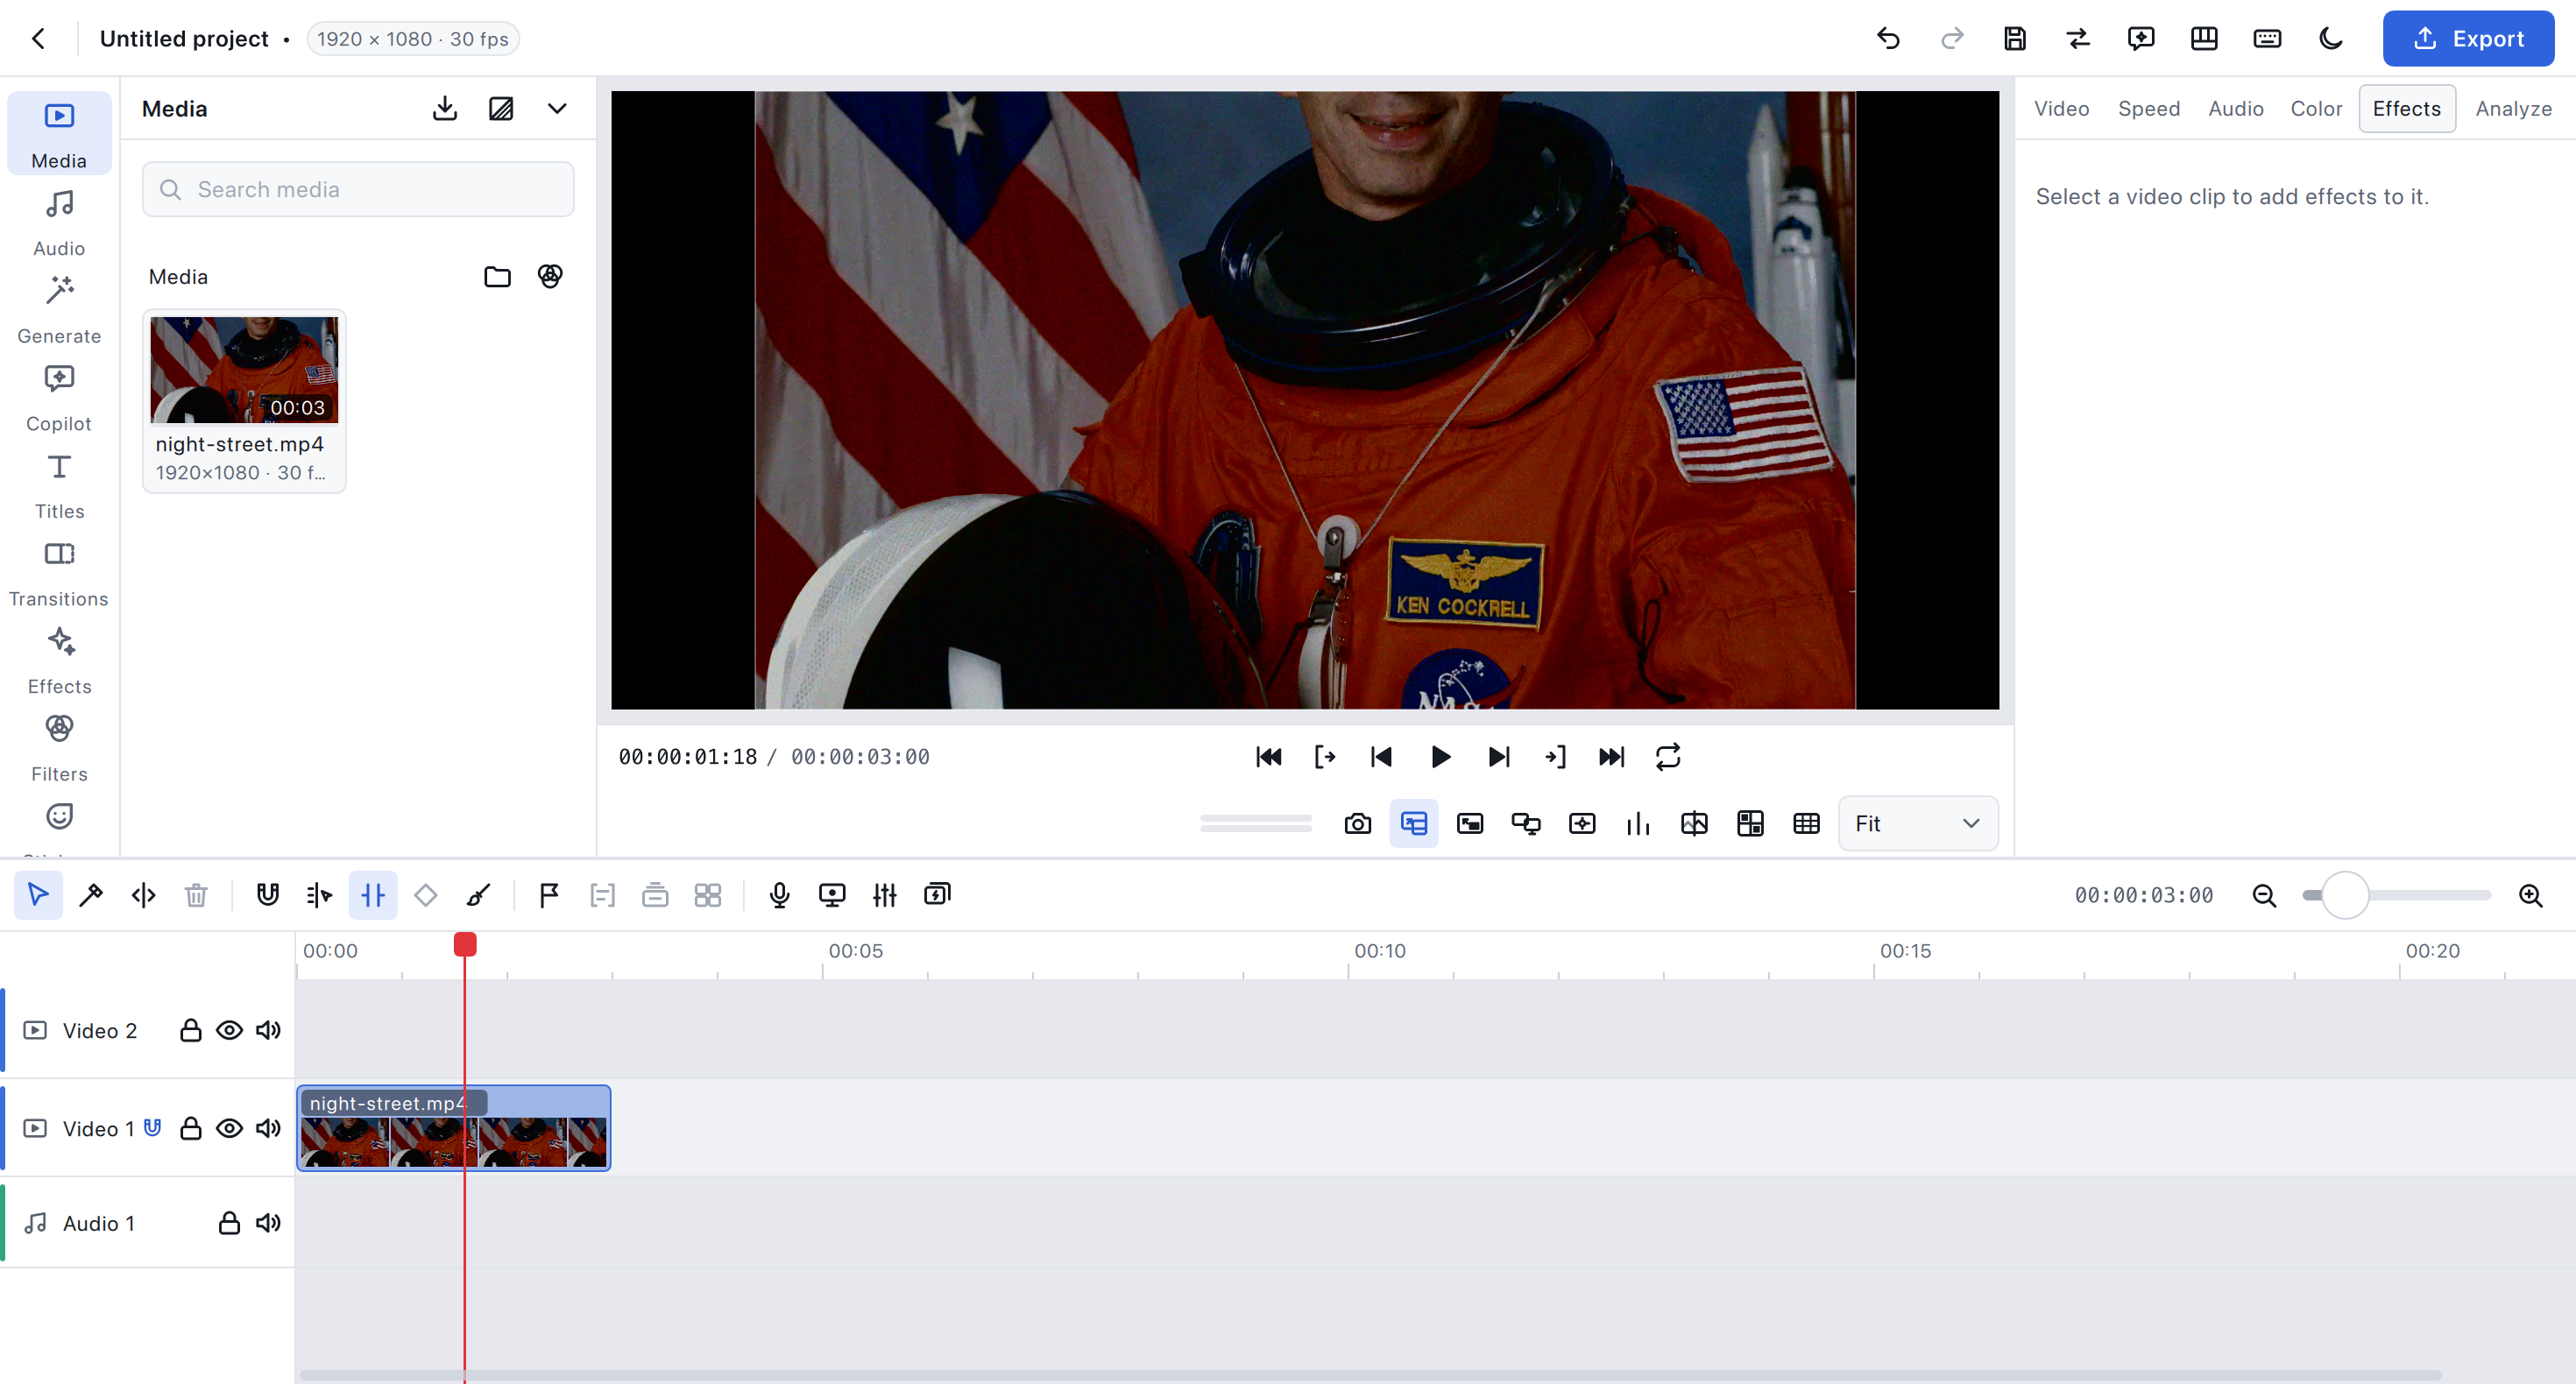 Untitled project • 1920 × 1080 · 30 fps
Export
Media
Audio
Generate
Copilot
Titles
Transitions
Effects
Filters
Media
Search media
Media
00:03
night-street.mp4
1920×1080 · 30 f...
KEN COCKRELL
Video Speed Audio Color Effects Analyze
Select a video clip to add effects to it.
00:00:01:18 / 00:00:03:00
Fit
00:00:03:00
00:00 00:05 00:10 00:15 00:20
Video 2
Video 1
night-street.mp4
Audio 1